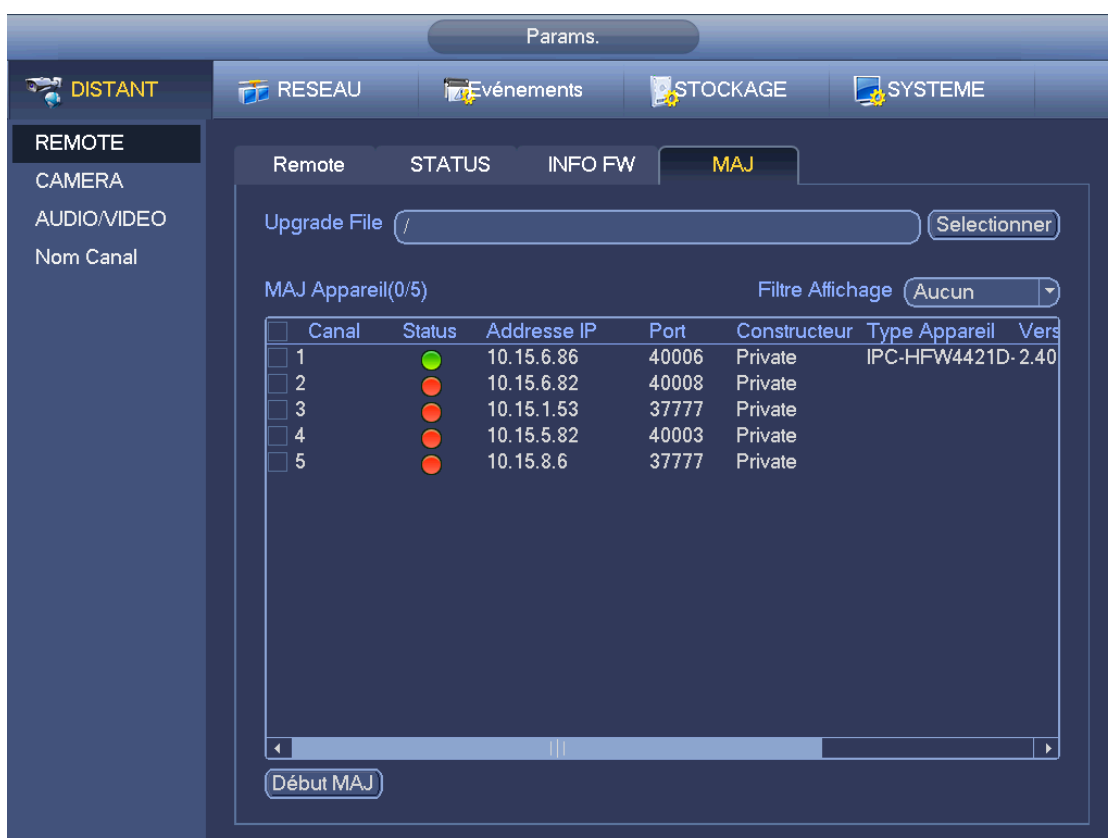 Params.
DISTANT RESEAU Evénements STOCKAGE SYSTEME
REMOTE
CAMERA
AUDIO/VIDEO
Nom Canal
Remote STATUS INFO FW MAJ
Upgrade File / Selectionner
MAJ Appareil(0/5) Filtre Affichage Aucun
Canal Status Addresse IP Port Constructeur Type Appareil Vers
1 10.15.6.86 40006 Private IPC-HFW4421D- 2.40
2 10.15.6.82 40008 Private
3 10.15.1.53 37777 Private
4 10.15.5.82 40003 Private
5 10.15.8.6 37777 Private
Début MAJ